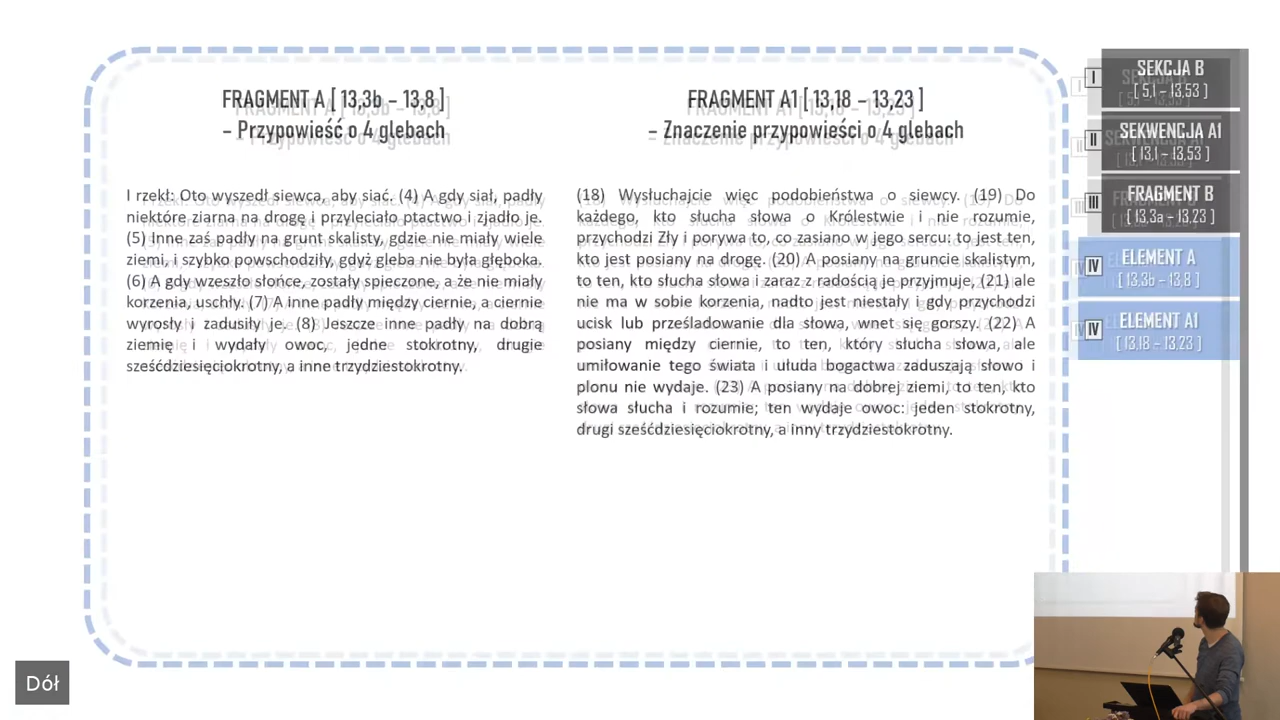 FRAGMENT A [ 13,3b – 13,8 ]
– Przypowieść o 4 glebach
I rzekł: Oto wyszedł siewca, aby siać. (4) A gdy siał, padły
niektóre ziarna na drogę i przyleciało ptactwo i zjadło je.
(5) Inne zaś padły na grunt skalisty, gdzie nie miały wiele
ziemi, i szybko powschodziły, gdyż gleba nie była głęboka.
(6) A gdy wzeszło słońce, zostały spieczone, a że nie miały
korzenia, uschły. (7) A inne padły między ciernie, a ciernie
wyrosły i zadusiły je. (8) Jeszcze inne padły na dobrą
ziemię i wydały owoc, jedne stokrotny, drugie
sześćdziesięciokrotny, a inne trzydziestokrotny.
FRAGMENT A1 [ 13,18 – 13,23 ]
– Znaczenie przypowieści o 4 glebach
(18) Wysłuchajcie więc podobieństwa o siewcy. (19) Do
każdego, kto słucha słowa o Królestwie i nie rozumie,
przychodzi Zły i porywa to, co zasiano w jego sercu: to jest ten,
kto jest posiany na drogę. (20) A posiany na gruncie skalistym,
to ten, kto słucha słowa i zaraz z radością je przyjmuje, (21) ale
nie ma w sobie korzenia, nadto jest niestały i gdy przychodzi
ucisk lub prześladowanie dla słowa, wnet się gorszy. (22) A
posiany między ciernie, to ten, który słucha słowa, ale
umiłowanie tego świata i ułuda bogactwa zaduszają słowo i
plonu nie wydaje. (23) A posiany na dobrej ziemi, to ten, kto
słowa słucha i rozumie; ten wydaje owoc: jeden stokrotny,
drugi sześćdziesięciokrotny, a inny trzydziestokrotny.
I
SEKCJA B
[ 5,1 – 13,53 ]
II
SEKWENCJA A1
[ 13,1 – 13,53 ]
III
FRAGMENT B
[ 13,3a – 13,23 ]
IV
ELEMENT A
[ 13,3b – 13,8 ]
IV
ELEMENT A1
[ 13,18 – 13,23 ]
Dół